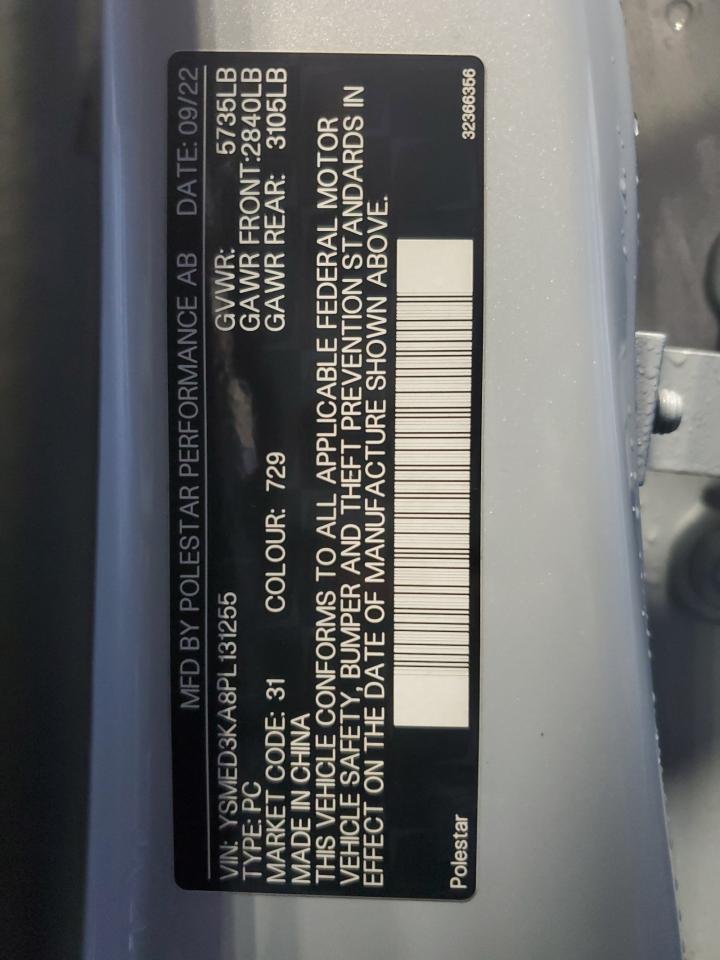 MFD BY POLESTAR PERFORMANCE AB DATE: 09/22
VIN: YSMED3KA8PL131255 GVWR: 5735LB
TYPE: PC GAWR FRONT:2840LB
MARKET CODE: 31 COLOUR: 729 GAWR REAR: 3105LB
MADE IN CHINA
THIS VEHICLE CONFORMS TO ALL APPLICABLE FEDERAL MOTOR
VEHICLE SAFETY, BUMPER AND THEFT PREVENTION STANDARDS IN
EFFECT ON THE DATE OF MANUFACTURE SHOWN ABOVE.
Polestar 32366356